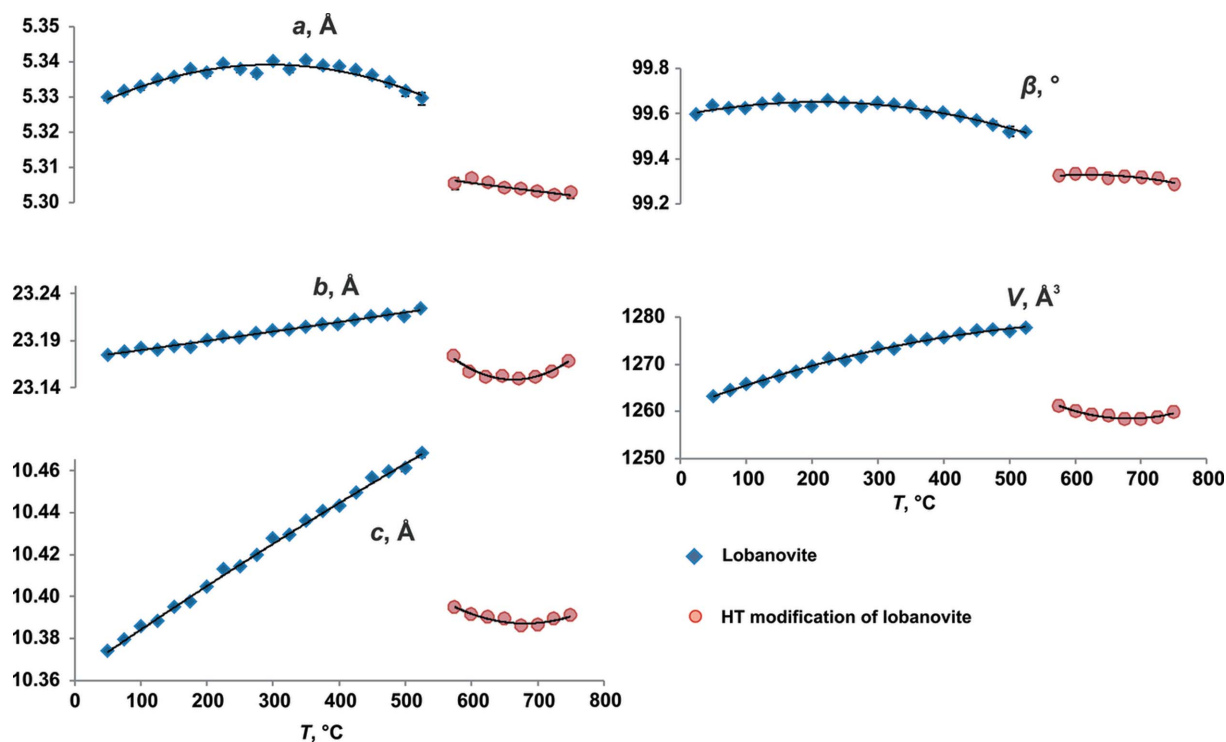 a, Å
5.35
5.34
5.33
5.32
5.31
5.30
b, Å
23.24
23.19
23.14
c, Å
10.46
10.44
10.42
10.40
10.38
10.36
0 100 200 300 400 500 600 700 800
T, °C
β, °
99.8
99.6
99.4
99.2
V, Å³
1280
1270
1260
1250
0 100 200 300 400 500 600 700 800
T, °C
Lobanovite
HT modification of lobanovite